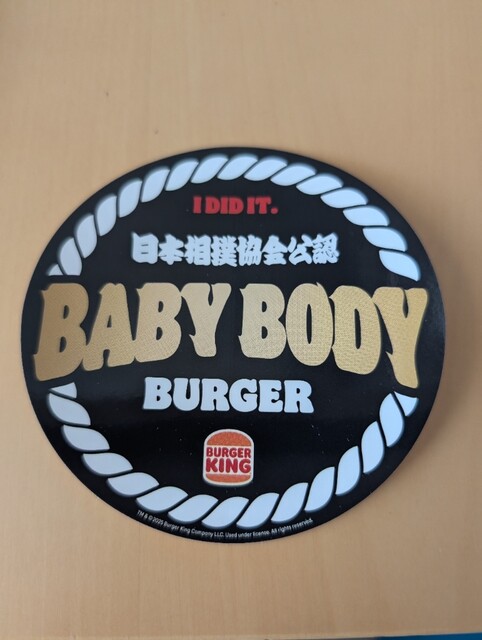 I DID IT.
日本相撲協会公認
BABY BODY
BURGER
BURGER
KING
TM & © 2025 Burger King Company LLC. Used under license. All rights reserved.